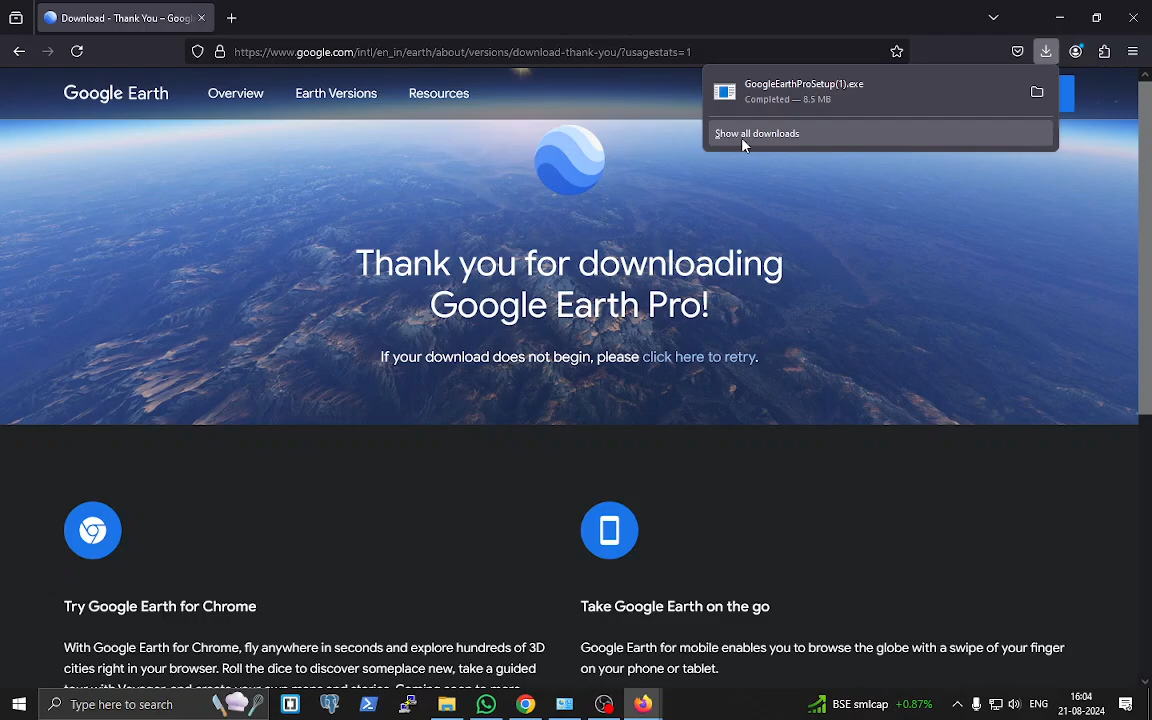 Download - Thank You – Googl
https://www.google.com/intl/en_in/earth/about/versions/download-thank-you/?usagestats=1
Google Earth
Overview
Earth Versions
Resources
GoogleEarthProSetup(1).exe
Completed — 8.5 MB
Show all downloads
Thank you for downloading
Google Earth Pro!
If your download does not begin, please click here to retry.
Try Google Earth for Chrome
With Google Earth for Chrome, fly anywhere in seconds and explore hundreds of 3D
cities right in your browser. Roll the dice to discover someplace new, take a guided
Take Google Earth on the go
Google Earth for mobile enables you to browse the globe with a swipe of your finger
on your phone or tablet.
Type here to search
BSE smlcap +0.87%
ENG
16:04
21-08-2024